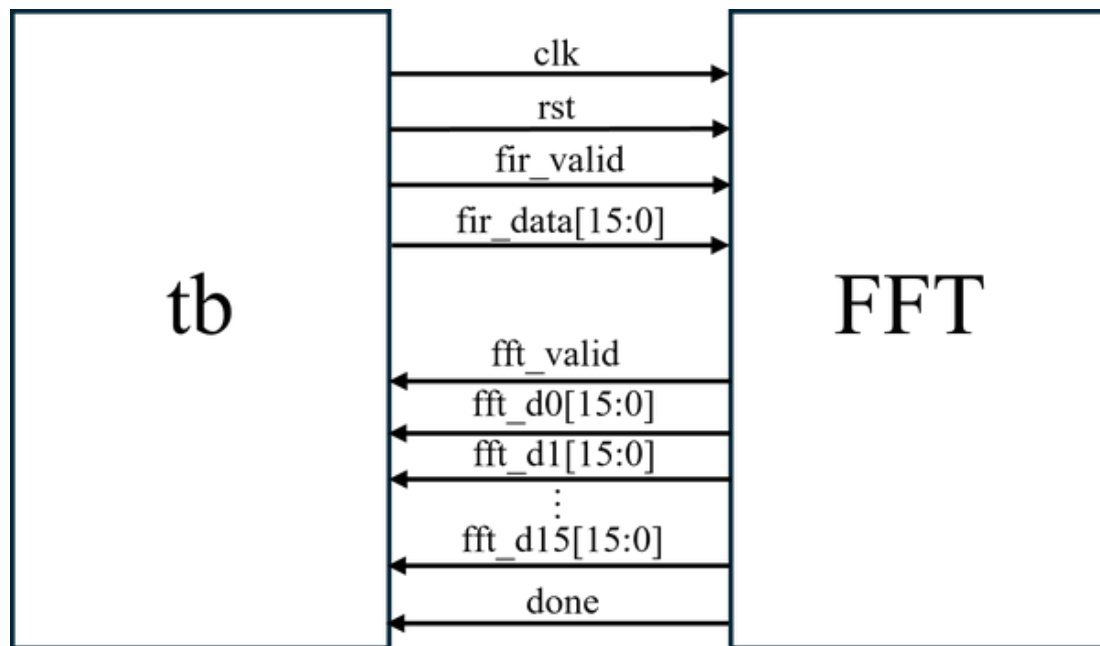 clk
rst
fir_valid
fir_data[15:0]
tb
FFT
fft_valid
fft_d0[15:0]
fft_d1[15:0]
⋮
fft_d15[15:0]
done